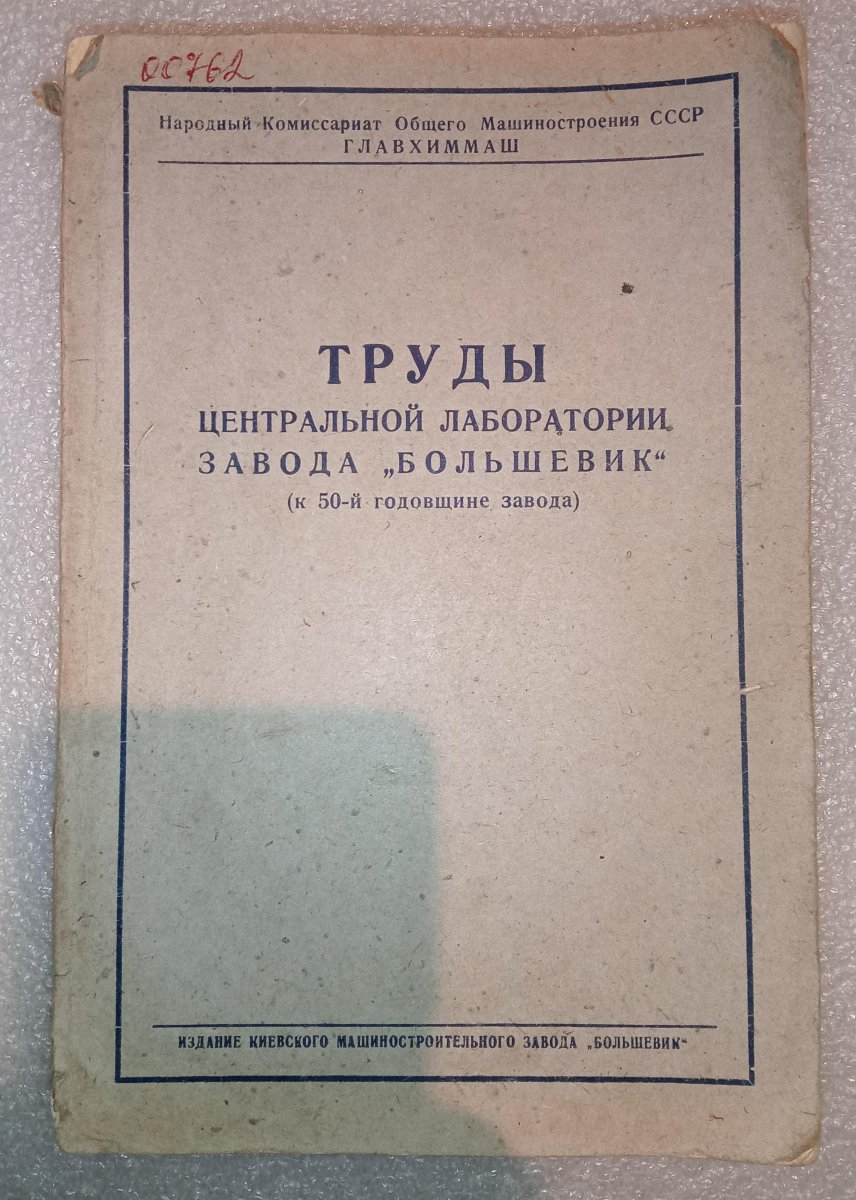 00762
Народный Комиссариат Общего Машиностроения СССР
ГЛАВХИММАШ
ТРУДЫ
ЦЕНТРАЛЬНОЙ ЛАБОРАТОРИИ
ЗАВОДА „БОЛЬШЕВИК“
(к 50-й годовщине завода)
ИЗДАНИЕ КИЕВСКОГО МАШИНОСТРОИТЕЛЬНОГО ЗАВОДА „БОЛЬШЕВИК“